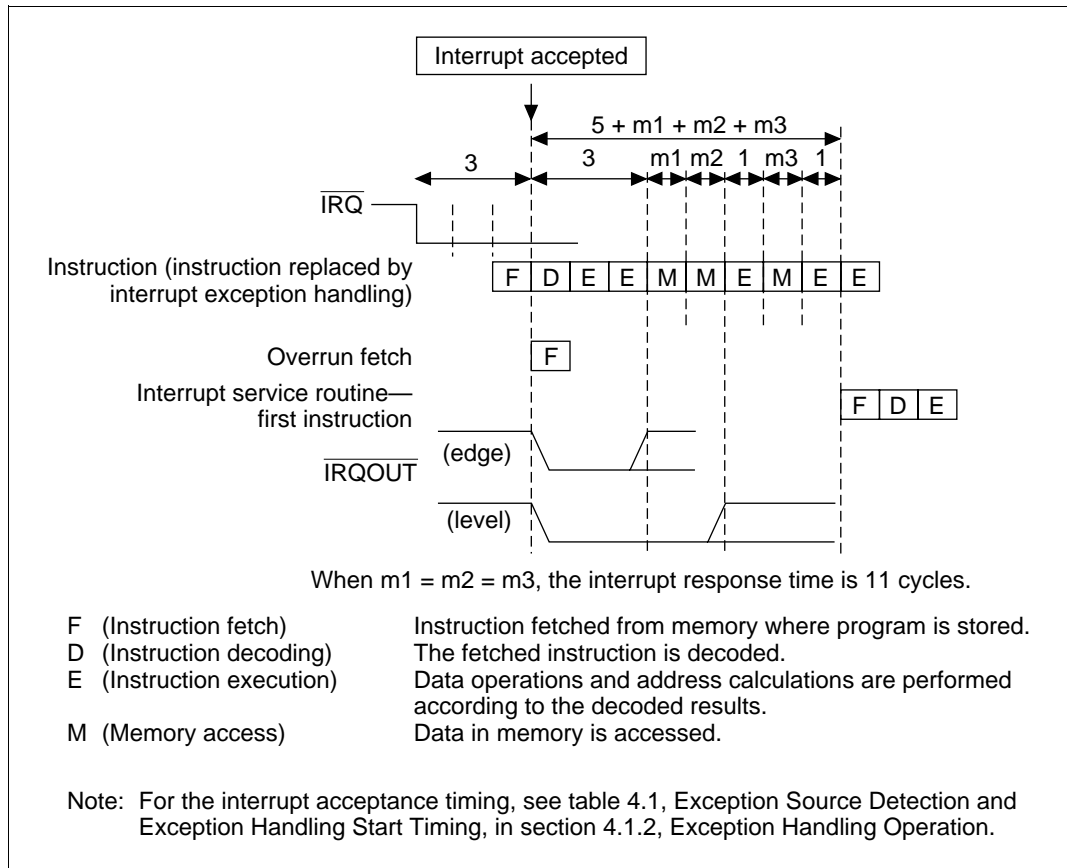 Interrupt accepted
5 + m1 + m2 + m3
3 3 m1 m2 1 m3 1
IRQ
Instruction (instruction replaced by
interrupt exception handling)
F D E E M M E M E E
Overrun fetch
F
Interrupt service routine—
first instruction
F D E
(edge)
IRQOUT
(level)
When m1 = m2 = m3, the interrupt response time is 11 cycles.
F (Instruction fetch) Instruction fetched from memory where program is stored.
D (Instruction decoding) The fetched instruction is decoded.
E (Instruction execution) Data operations and address calculations are performed
according to the decoded results.
M (Memory access) Data in memory is accessed.
Note: For the interrupt acceptance timing, see table 4.1, Exception Source Detection and
Exception Handling Start Timing, in section 4.1.2, Exception Handling Operation.